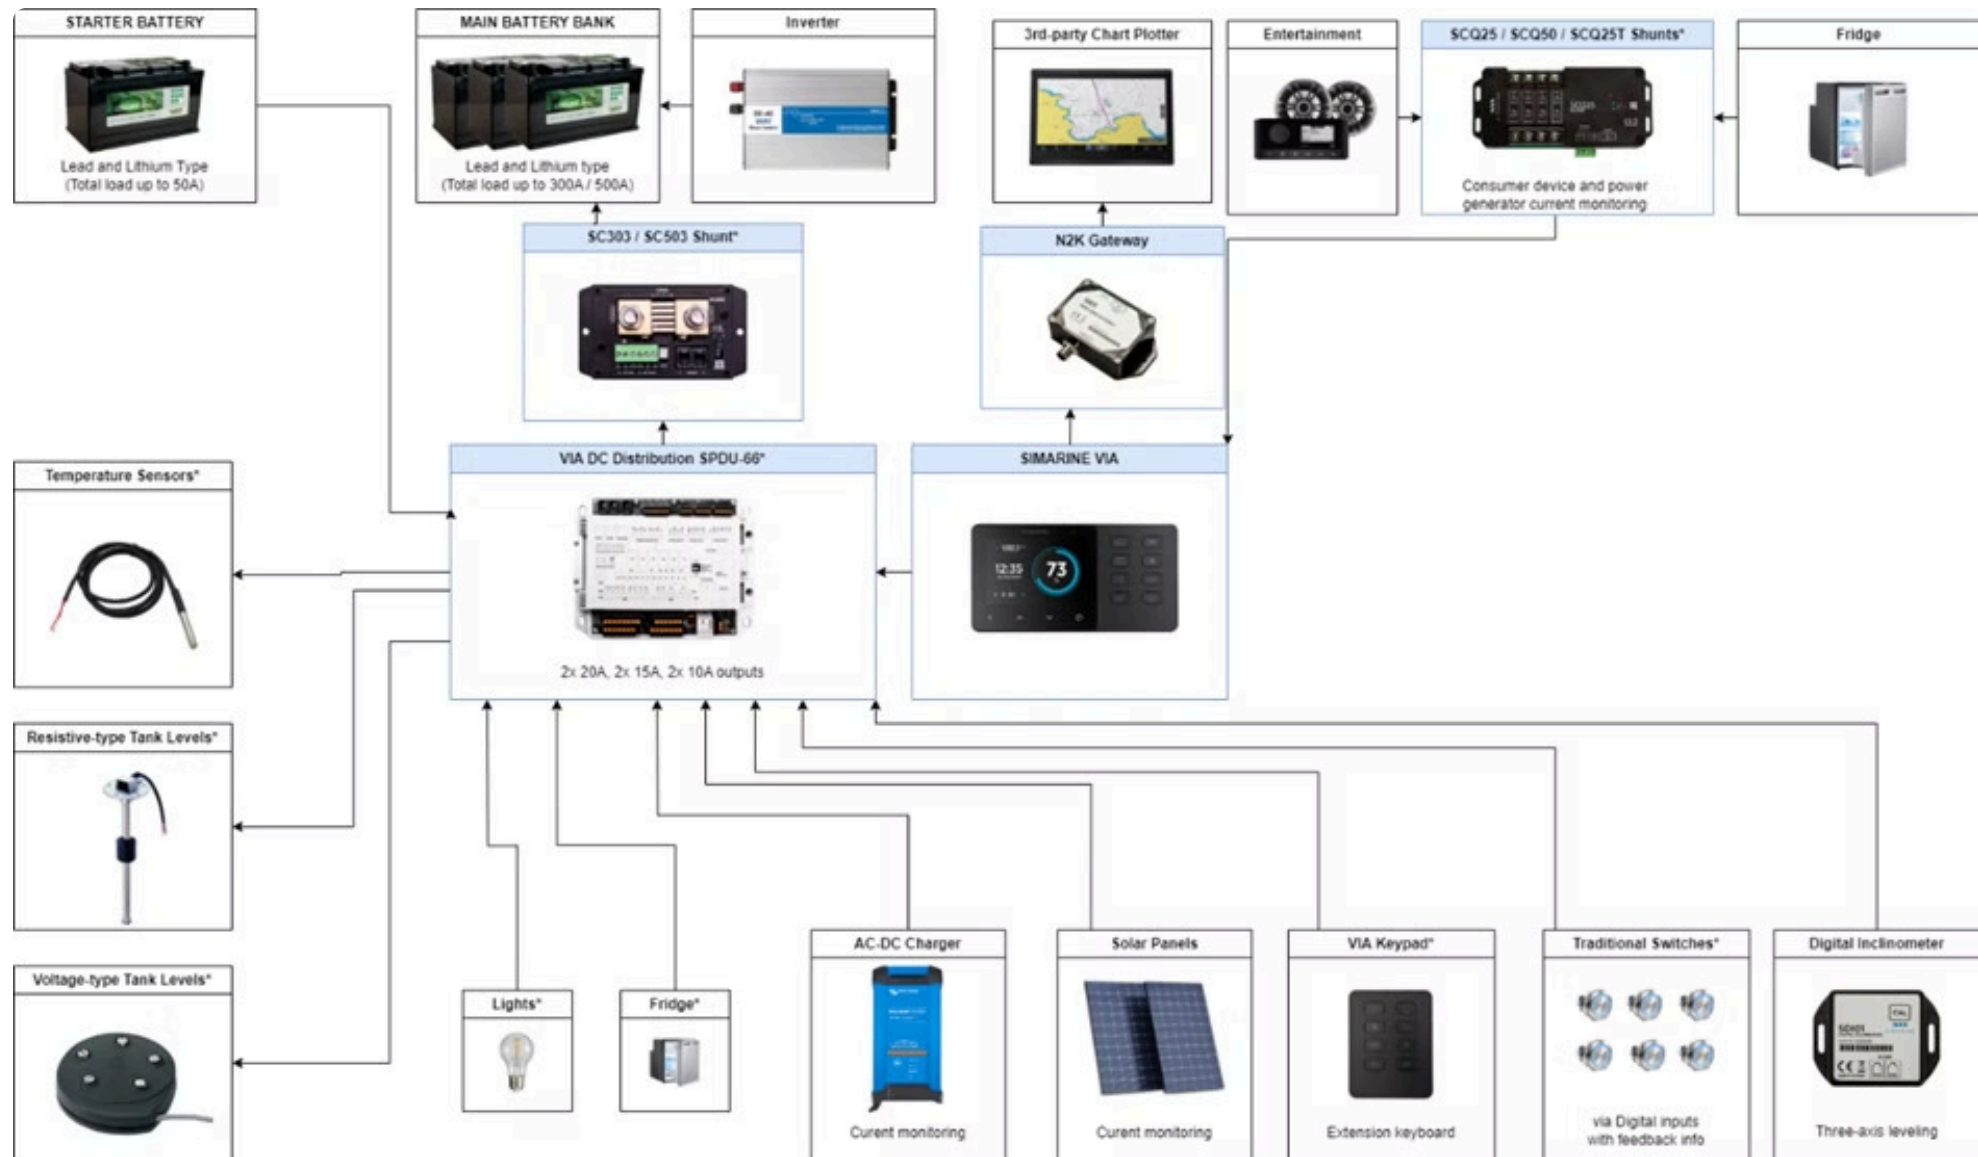 STARTER BATTERY
Lead and Lithium Type
(Total load up to 50A)
MAIN BATTERY BANK
Lead and Lithium type
(Total load up to 300A / 500A)
Inverter
3rd-party Chart Plotter
Entertainment
SCQ25 / SCQ50 / SCQ25T Shunts*
SCQ25
Consumer device and power
generator current monitoring
Fridge
SC303 / SC503 Shunt*
N2K Gateway
VIA DC Distribution SPDU-66*
2x 20A, 2x 15A, 2x 10A outputs
SIMARINE VIA
12:35
73
Temperature Sensors*
Resistive-type Tank Levels*
Voltage-type Tank Levels*
Lights*
Fridge*
AC-DC Charger
Curent monitoring
Solar Panels
Curent monitoring
VIA Keypad*
Extension keyboard
Traditional Switches*
via Digital inputs
with feedback info
Digital Inclinometer
SDI01
CE
Three-axis leveling